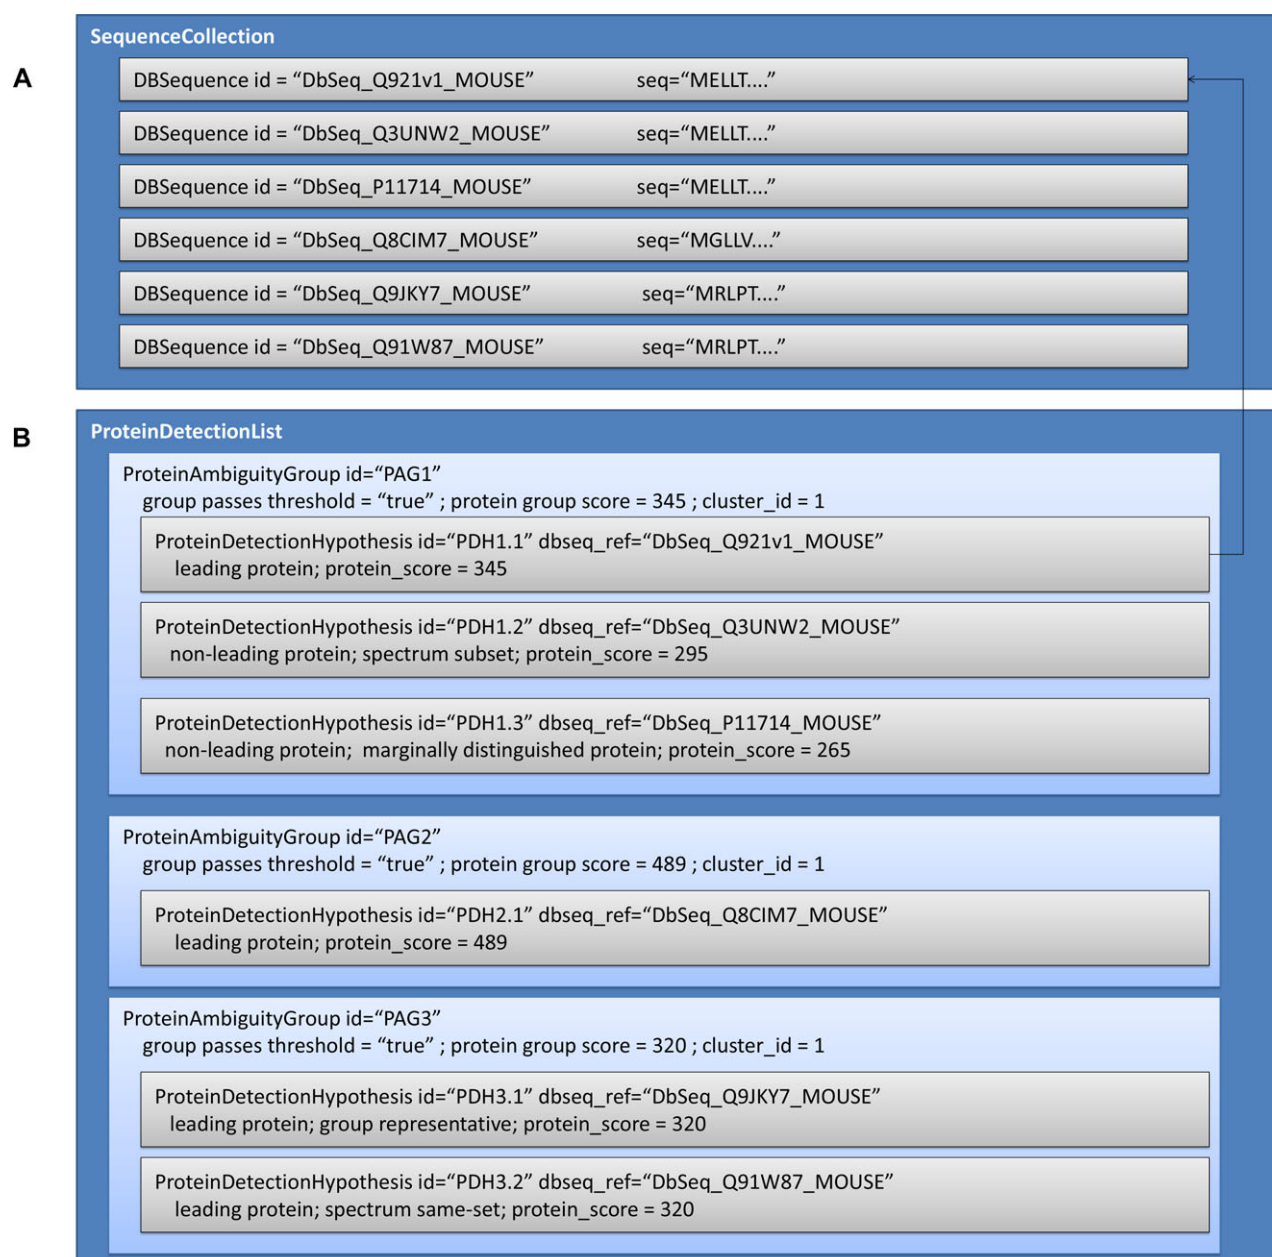 A
SequenceCollection
DBSequence id = “DbSeq_Q921v1_MOUSE” seq=“MELLT....”
DBSequence id = “DbSeq_Q3UNW2_MOUSE” seq=“MELLT....”
DBSequence id = “DbSeq_P11714_MOUSE” seq=“MELLT....”
DBSequence id = “DbSeq_Q8CIM7_MOUSE” seq=“MGLLV....”
DBSequence id = “DbSeq_Q9JKY7_MOUSE” seq=“MRLPT....”
DBSequence id = “DbSeq_Q91W87_MOUSE” seq=“MRLPT....”
B
ProteinDetectionList
ProteinAmbiguityGroup id=“PAG1”
group passes threshold = “true” ; protein group score = 345 ; cluster_id = 1
ProteinDetectionHypothesis id=“PDH1.1” dbseq_ref=“DbSeq_Q921v1_MOUSE”
leading protein; protein_score = 345
ProteinDetectionHypothesis id=“PDH1.2” dbseq_ref=“DbSeq_Q3UNW2_MOUSE”
non-leading protein; spectrum subset; protein_score = 295
ProteinDetectionHypothesis id=“PDH1.3” dbseq_ref=“DbSeq_P11714_MOUSE”
non-leading protein; marginally distinguished protein; protein_score = 265
ProteinAmbiguityGroup id=“PAG2”
group passes threshold = “true” ; protein group score = 489 ; cluster_id = 1
ProteinDetectionHypothesis id=“PDH2.1” dbseq_ref=“DbSeq_Q8CIM7_MOUSE”
leading protein; protein_score = 489
ProteinAmbiguityGroup id=“PAG3”
group passes threshold = “true” ; protein group score = 320 ; cluster_id = 1
ProteinDetectionHypothesis id=“PDH3.1” dbseq_ref=“DbSeq_Q9JKY7_MOUSE”
leading protein; group representative; protein_score = 320
ProteinDetectionHypothesis id=“PDH3.2” dbseq_ref=“DbSeq_Q91W87_MOUSE”
leading protein; spectrum same-set; protein_score = 320